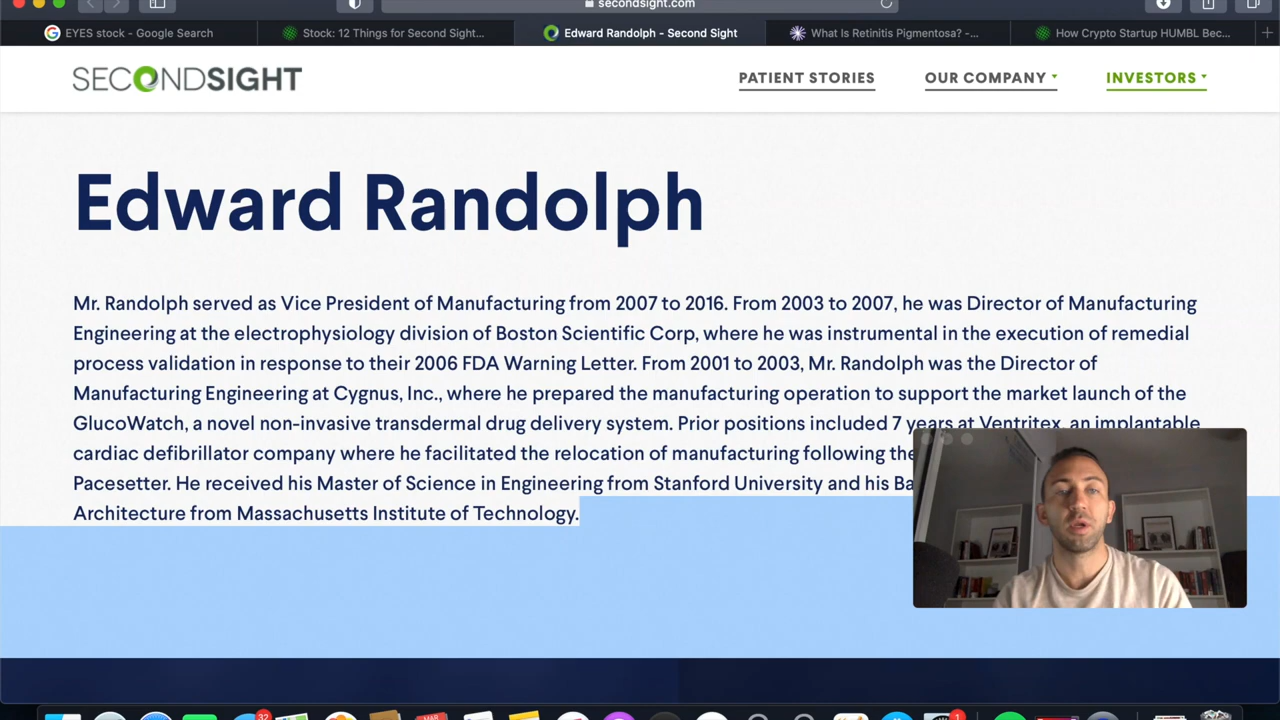 secondsight.com
EYES stock - Google Search
Stock: 12 Things for Second Sight...
Edward Randolph - Second Sight
What Is Retinitis Pigmentosa? -...
How Crypto Startup HUMBL Bec...
SECONDSIGHT
PATIENT STORIES
OUR COMPANY
INVESTORS
Edward Randolph
Mr. Randolph served as Vice President of Manufacturing from 2007 to 2016. From 2003 to 2007, he was Director of Manufacturing
Engineering at the electrophysiology division of Boston Scientific Corp, where he was instrumental in the execution of remedial
process validation in response to their 2006 FDA Warning Letter. From 2001 to 2003, Mr. Randolph was the Director of
Manufacturing Engineering at Cygnus, Inc., where he prepared the manufacturing operation to support the market launch of the
GlucoWatch, a novel non-invasive transdermal drug delivery system. Prior positions included 7 years at Ventritex, an implantable
cardiac defibrillator company where he facilitated the relocation of manufacturing following the
Pacesetter. He received his Master of Science in Engineering from Stanford University and his Ba
Architecture from Massachusetts Institute of Technology.
32
MAR
1